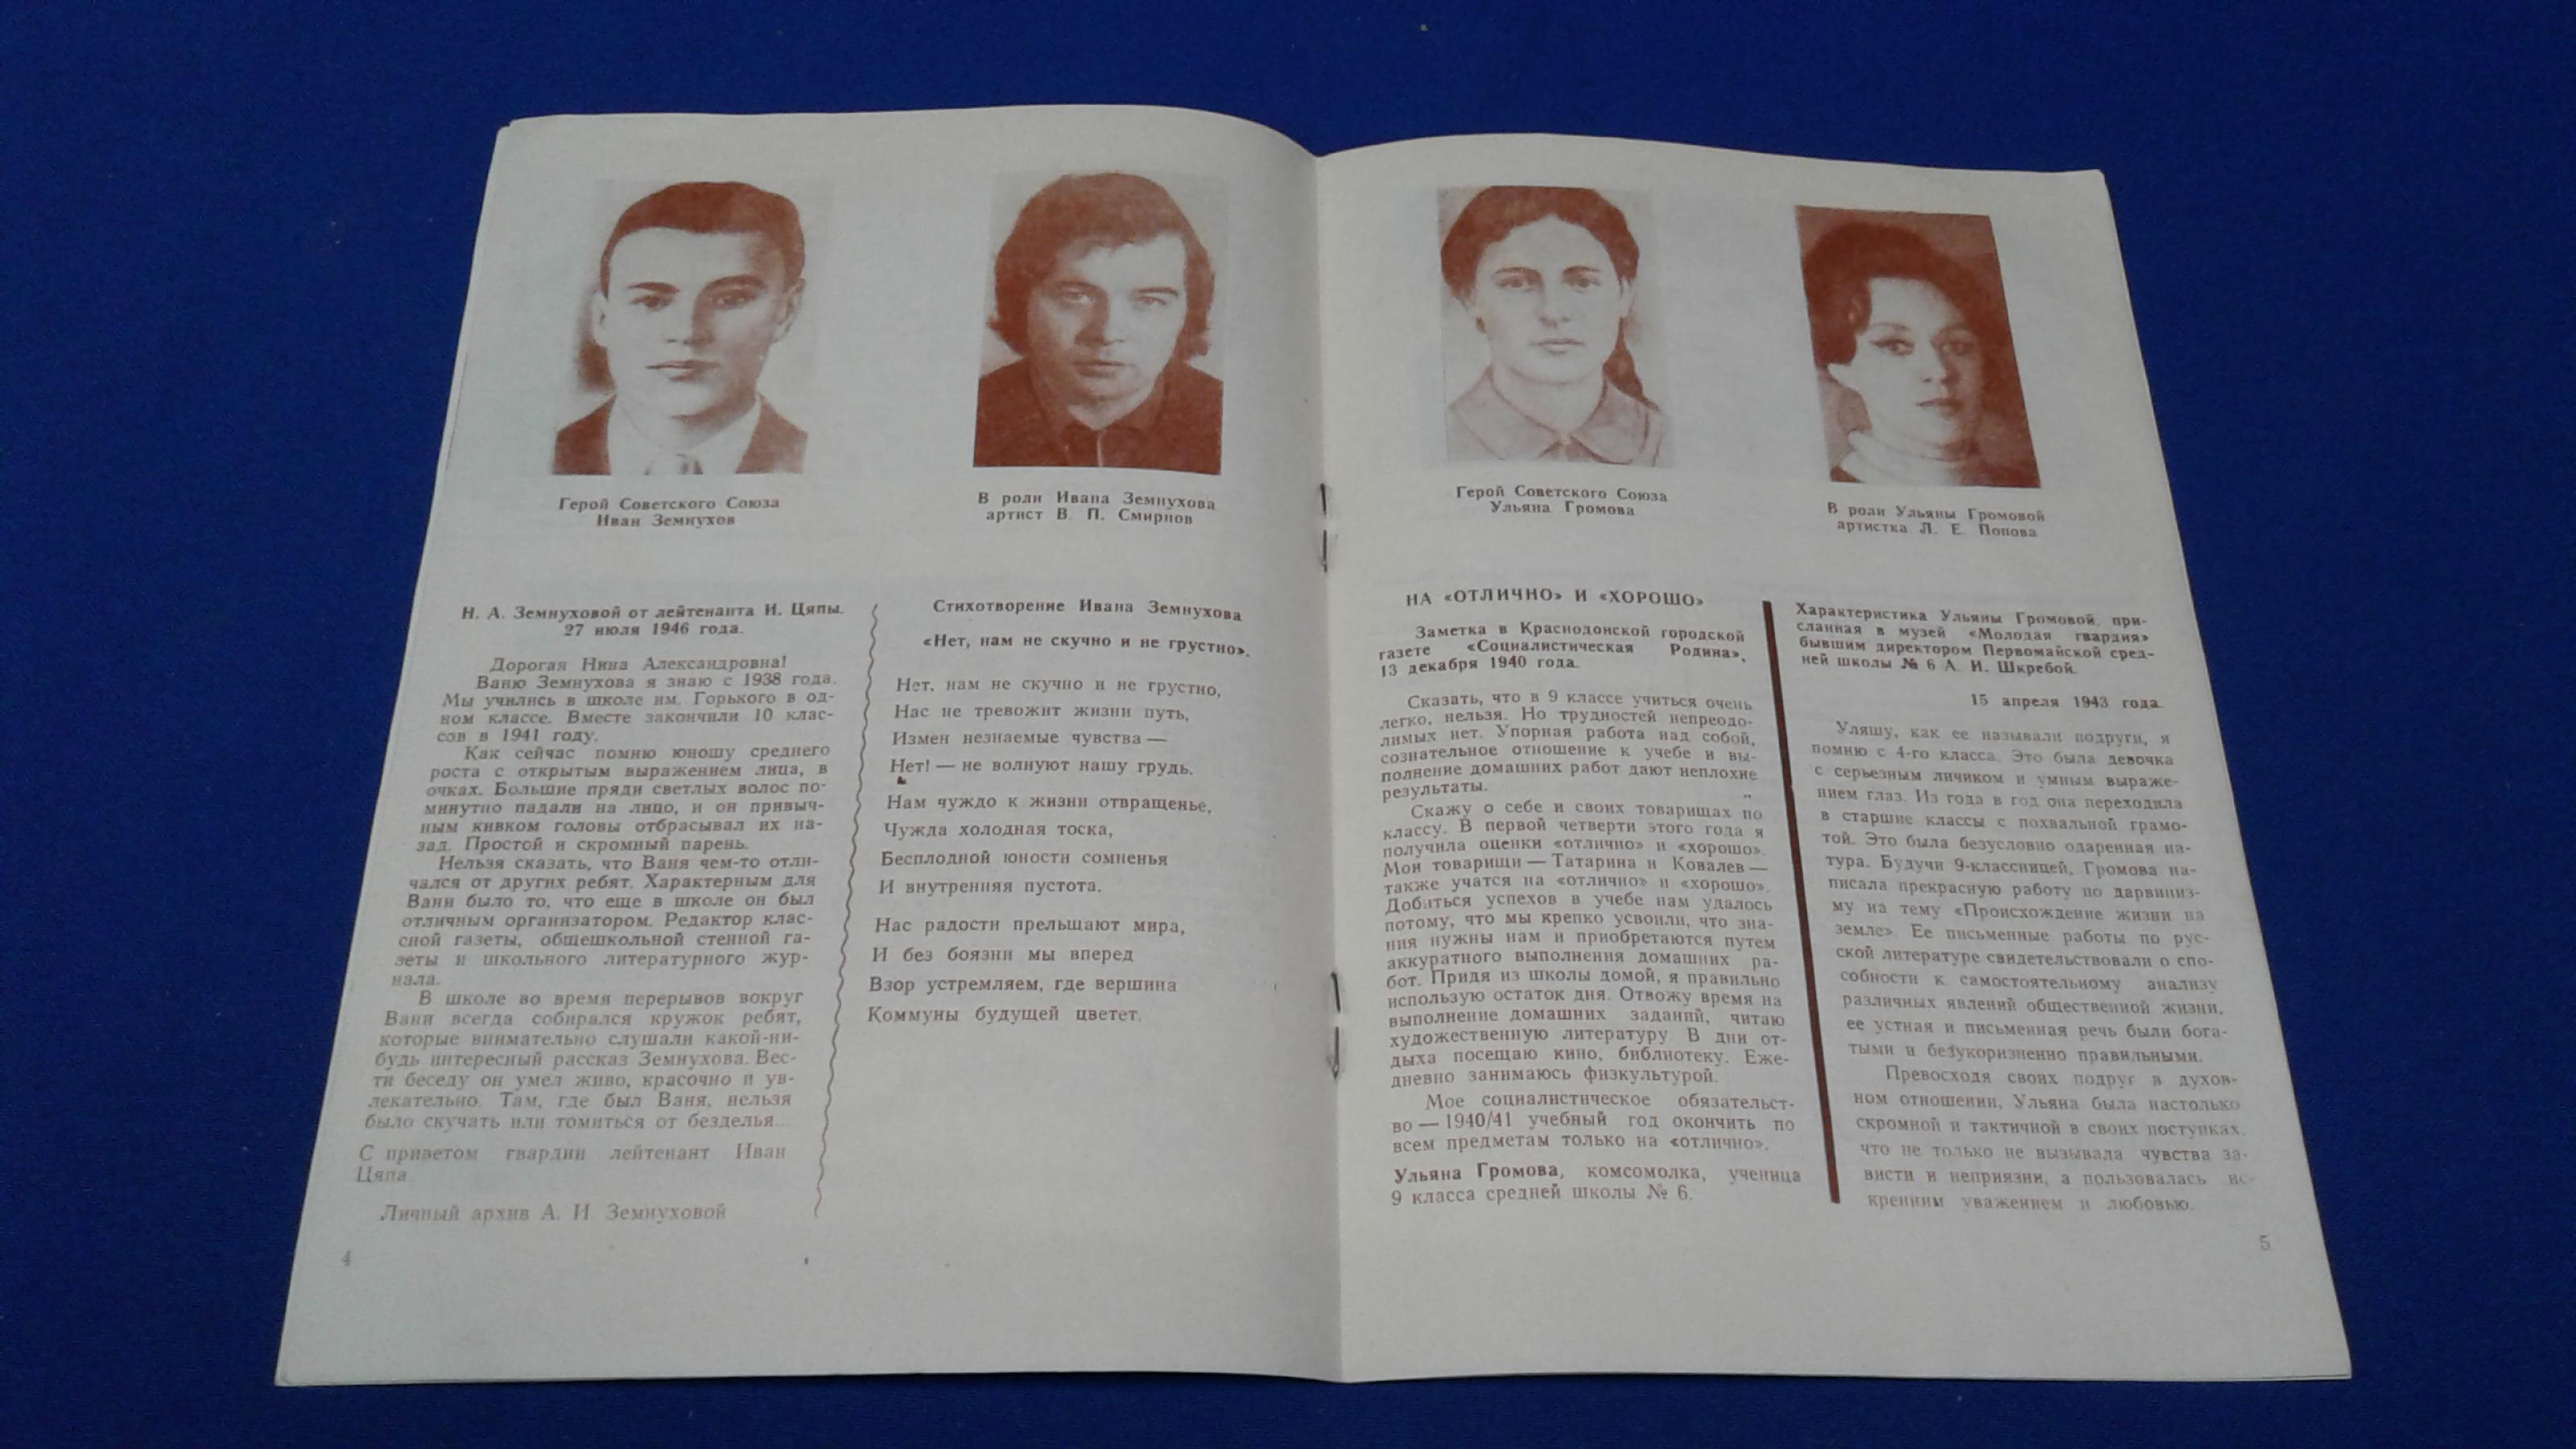 Герой Советского Союза
Иван Земнухов
В роли Ивана Земнухова
артист В. П. Смирнов
Н. А. Земнуховой от лейтенанта И. Цяпы.
27 июля 1946 года.
Дорогая Нина Александровна!
Ваню Земнухова я знаю с 1938 года.
Мы учились в школе им. Горького в од-
ном классе. Вместе закончили 10 клас-
сов в 1941 году.
Как сейчас помню юношу среднего
роста с открытым выражением лица, в
очках. Большие пряди светлых волос по-
минутно падали на лицо, и он привыч-
ным кивком головы отбрасывал их на-
зад. Простой и скромный парень.
Нельзя сказать, что Ваня чем-то отли-
чался от других ребят. Характерным для
Вани было то, что еще в школе он был
отличным организатором. Редактор клас-
сной газеты, общешкольной стенной га-
зеты и школьного литературного жур-
нала.
В школе во время перерывов вокруг
Вани всегда собирался кружок ребят,
которые внимательно слушали какой-ни-
будь интересный рассказ Земнухова. Вес-
ти беседу он умел живо, красочно и ув-
лекательно. Там, где был Ваня, нельзя
было скучать или томиться от безделья...
С приветом гвардии лейтенант Иван
Цяпа.
Личный архив А. И. Земнуховой
4
Стихотворение Ивана Земнухова
«Нет, нам не скучно и не грустно».
Нет, нам не скучно и не грустно,
Нас не тревожит жизни путь,
Измен незнаемые чувства —
Нет! — не волнуют нашу грудь.
Нам чуждо к жизни отвращенье,
Чужда холодная тоска,
Бесплодной юности сомненья
И внутренняя пустота.
Нас радости прельщают мира,
И без боязни мы вперед
Взор устремляем, где вершина
Коммуны будущей цветет.
Герой Советского Союза
Ульяна Громова
В роли Ульяны Громовой
артистка Л. Е. Попова
НА «ОТЛИЧНО» И «ХОРОШО»
Заметка в Краснодонской городской
газете «Социалистическая Родина»,
13 декабря 1940 года.
Сказать, что в 9 классе учиться очень
легко, нельзя. Но трудностей непреодо-
лимых нет. Упорная работа над собой,
сознательное отношение к учебе и вы-
полнение домашних работ дают неплохие
результаты.
Скажу о себе и своих товарищах по
классу. В первой четверти этого года я
получила оценки «отлично» и «хорошо».
Мои товарищи — Татарина и Ковалев —
также учатся на «отлично» и «хорошо».
Добиться успехов в учебе нам удалось
потому, что мы крепко усвоили, что зна-
ния нужны нам и приобретаются путем
аккуратного выполнения домашних ра-
бот. Придя из школы домой, я правильно
использую остаток дня. Отвожу время на
выполнение домашних заданий, читаю
художественную литературу. В дни от-
дыха посещаю кино, библиотеку. Еже-
дневно занимаюсь физкультурой.
Мое социалистическое обязательст-
во — 1940/41 учебный год окончить по
всем предметам только на «отлично».
Ульяна Громова, комсомолка, ученица
9 класса средней школы № 6.
Характеристика Ульяны Громовой, при-
сланная в музей «Молодая гвардия»
бывшим директором Первомайской сред-
ней школы № 6 А. И. Шкребой.
15 апреля 1943 года.
Уляшу, как ее называли подруги, я
помню с 4-го класса. Это была девочка
с серьезным личиком и умным выраже-
нием глаз. Из года в год она переходила
в старшие классы с похвальной грамо-
той. Это была безусловно одаренная на-
тура. Будучи 9-классницей, Громова на-
писала прекрасную работу по дарвиниз-
му на тему «Происхождение жизни на
земле». Ее письменные работы по рус-
ской литературе свидетельствовали о спо-
собности к самостоятельному анализу
различных явлений общественной жизни,
ее устная и письменная речь были бога-
тыми и безукоризненно правильными.
Превосходя своих подруг в духов-
ном отношении, Ульяна была настолько
скромной и тактичной в своих поступках,
что не только не вызывала чувства за-
висти и неприязни, а пользовалась ис-
кренним уважением и любовью.
5